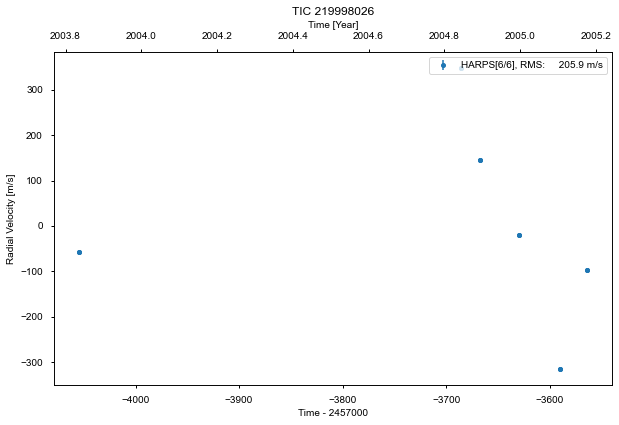 TIC 219998026
Time [Year]
2003.8 2004.0 2004.2 2004.4 2004.6 2004.8 2005.0 2005.2
HARPS[6/6], RMS: 205.9 m/s
300
200
100
0
−100
−200
−300
Radial Velocity [m/s]
−4000 −3900 −3800 −3700 −3600
Time - 2457000